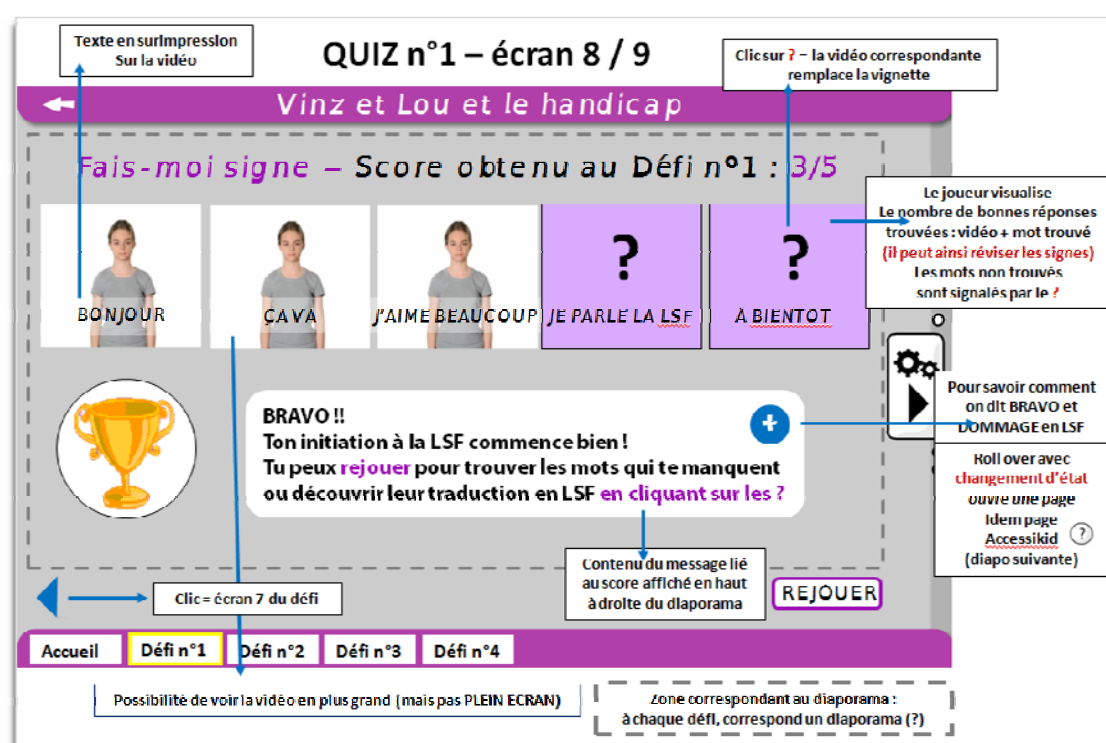 Texte en surimpression
Sur la vidéo
QUIZ n°1 – écran 8 / 9
Clic sur ? – la vidéo correspondante
remplace la vignette
Vinz et Lou et le handicap
Fais-moi signe – Score obtenu au Défi n°1 : 3/5
Le joueur visualise
Le nombre de bonnes réponses
trouvées : vidéo + mot trouvé
(il peut ainsi réviser les signes)
Les mots non trouvés
sont signalés par le ?
?
?
BONJOUR
ÇA VA
J'AIME BEAUCOUP
JE PARLE LA LSF
A BIENTOT
Pour savoir comment
on dit BRAVO et
DOMMAGE en LSF
BRAVO !!
Ton initiation à la LSF commence bien !
Tu peux rejouer pour trouver les mots qui te manquent
ou découvrir leur traduction en LSF en cliquant sur les ?
Roll over avec
changement d'état
ouvre une page
Idem page
Accessikid ?
(diapo suivante)
Contenu du message lié
au score affiché en haut
à droite du diaporama
Clic = écran 7 du défi
REJOUER
Accueil
Défi n°1
Défi n°2
Défi n°3
Défi n°4
Possibilité de voir la vidéo en plus grand (mais pas PLEIN ECRAN)
Zone correspondant au diaporama :
à chaque défi, correspond un diaporama (?)